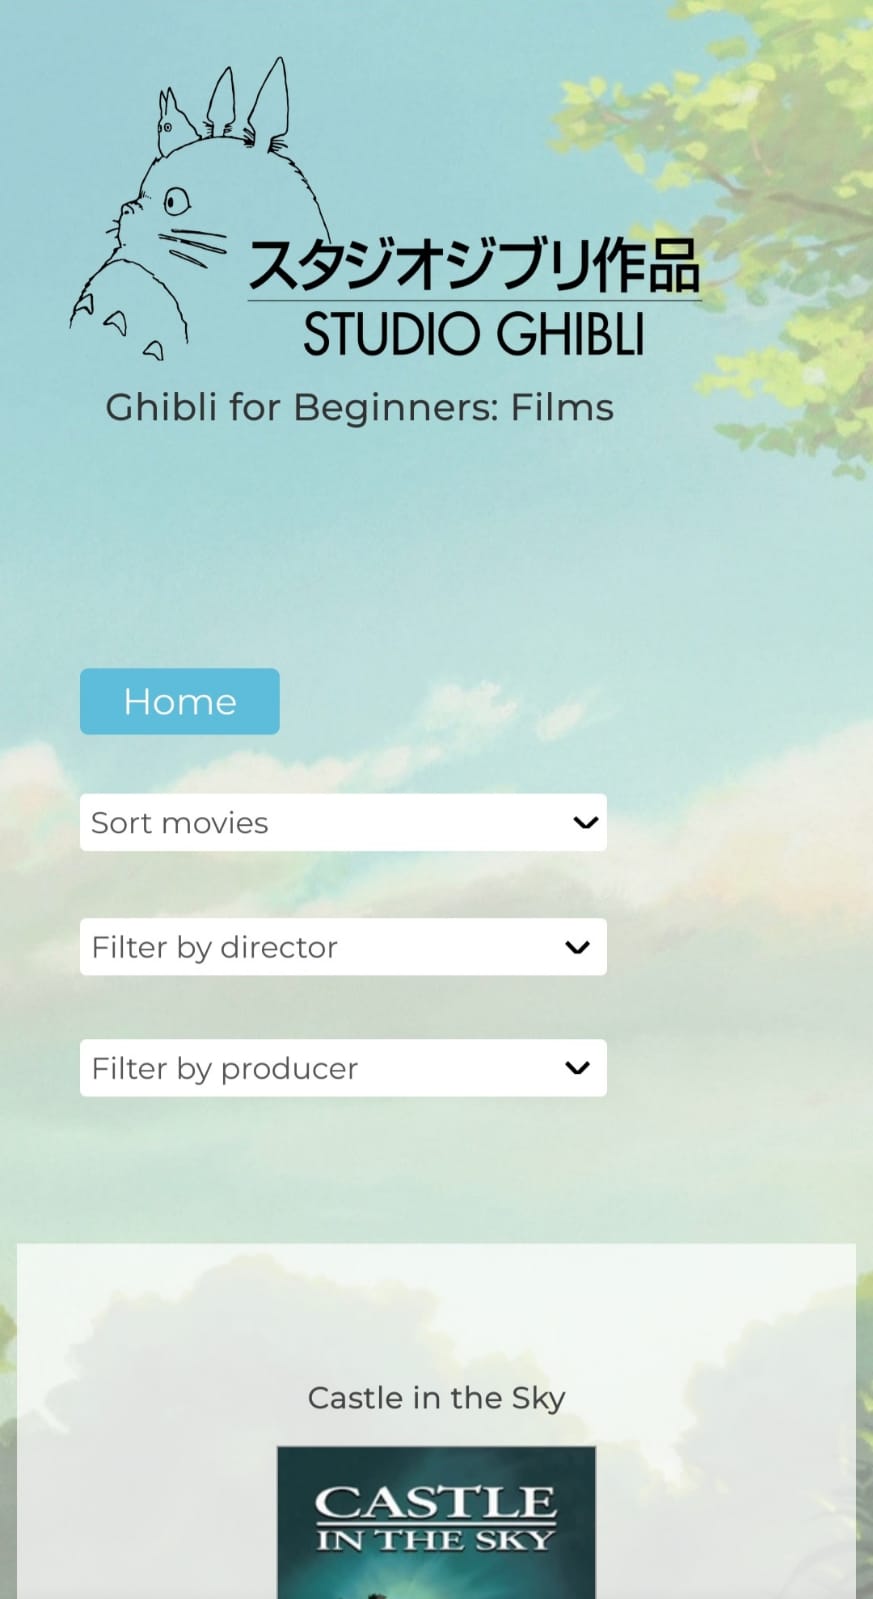 スタジオジブリ作品
STUDIO GHIBLI
Ghibli for Beginners: Films
Home
Sort movies
Filter by director
Filter by producer
Castle in the Sky
CASTLE
IN THE SKY